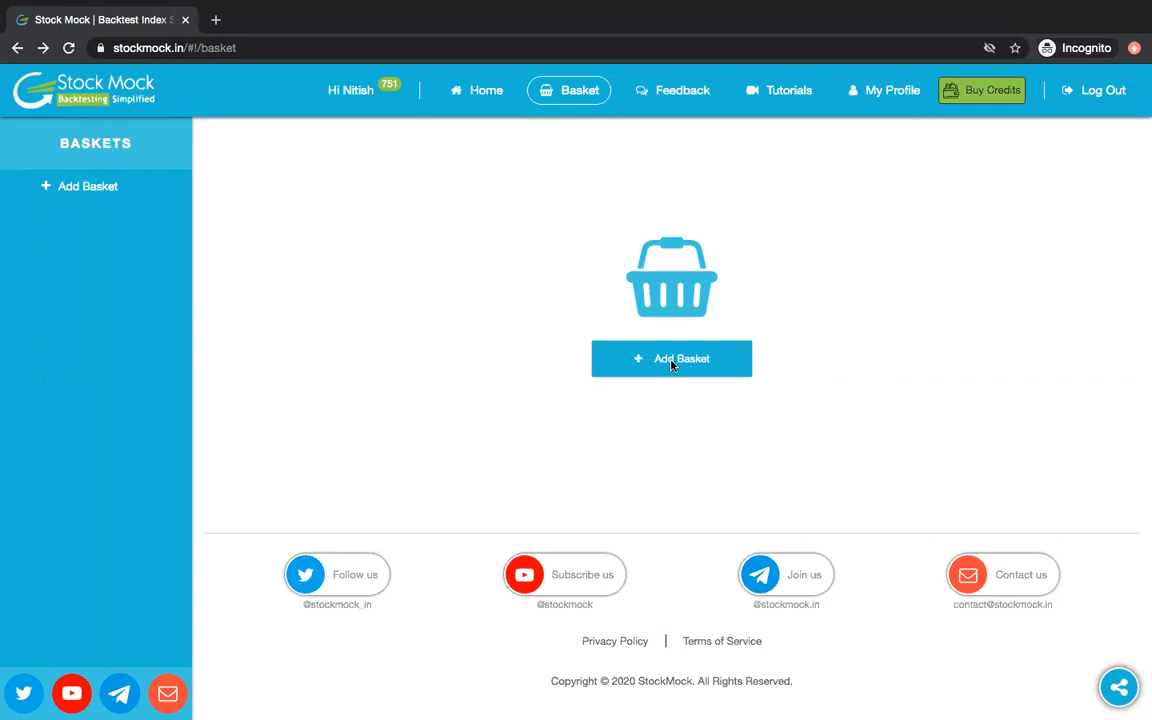 Stock Mock | Backtest Index S
stockmock.in/#!/basket
Incognito
Stock Mock
Backtesting Simplified
Hi Nitish 751
Home
Basket
Feedback
Tutorials
My Profile
Buy Credits
Log Out
BASKETS
+ Add Basket
+ Add Basket
Follow us
Subscribe us
Join us
Contact us
@stockmock_in
@stockmock
@stockmock.in
contact@stockmock.in
Privacy Policy | Terms of Service
Copyright © 2020 StockMock. All Rights Reserved.